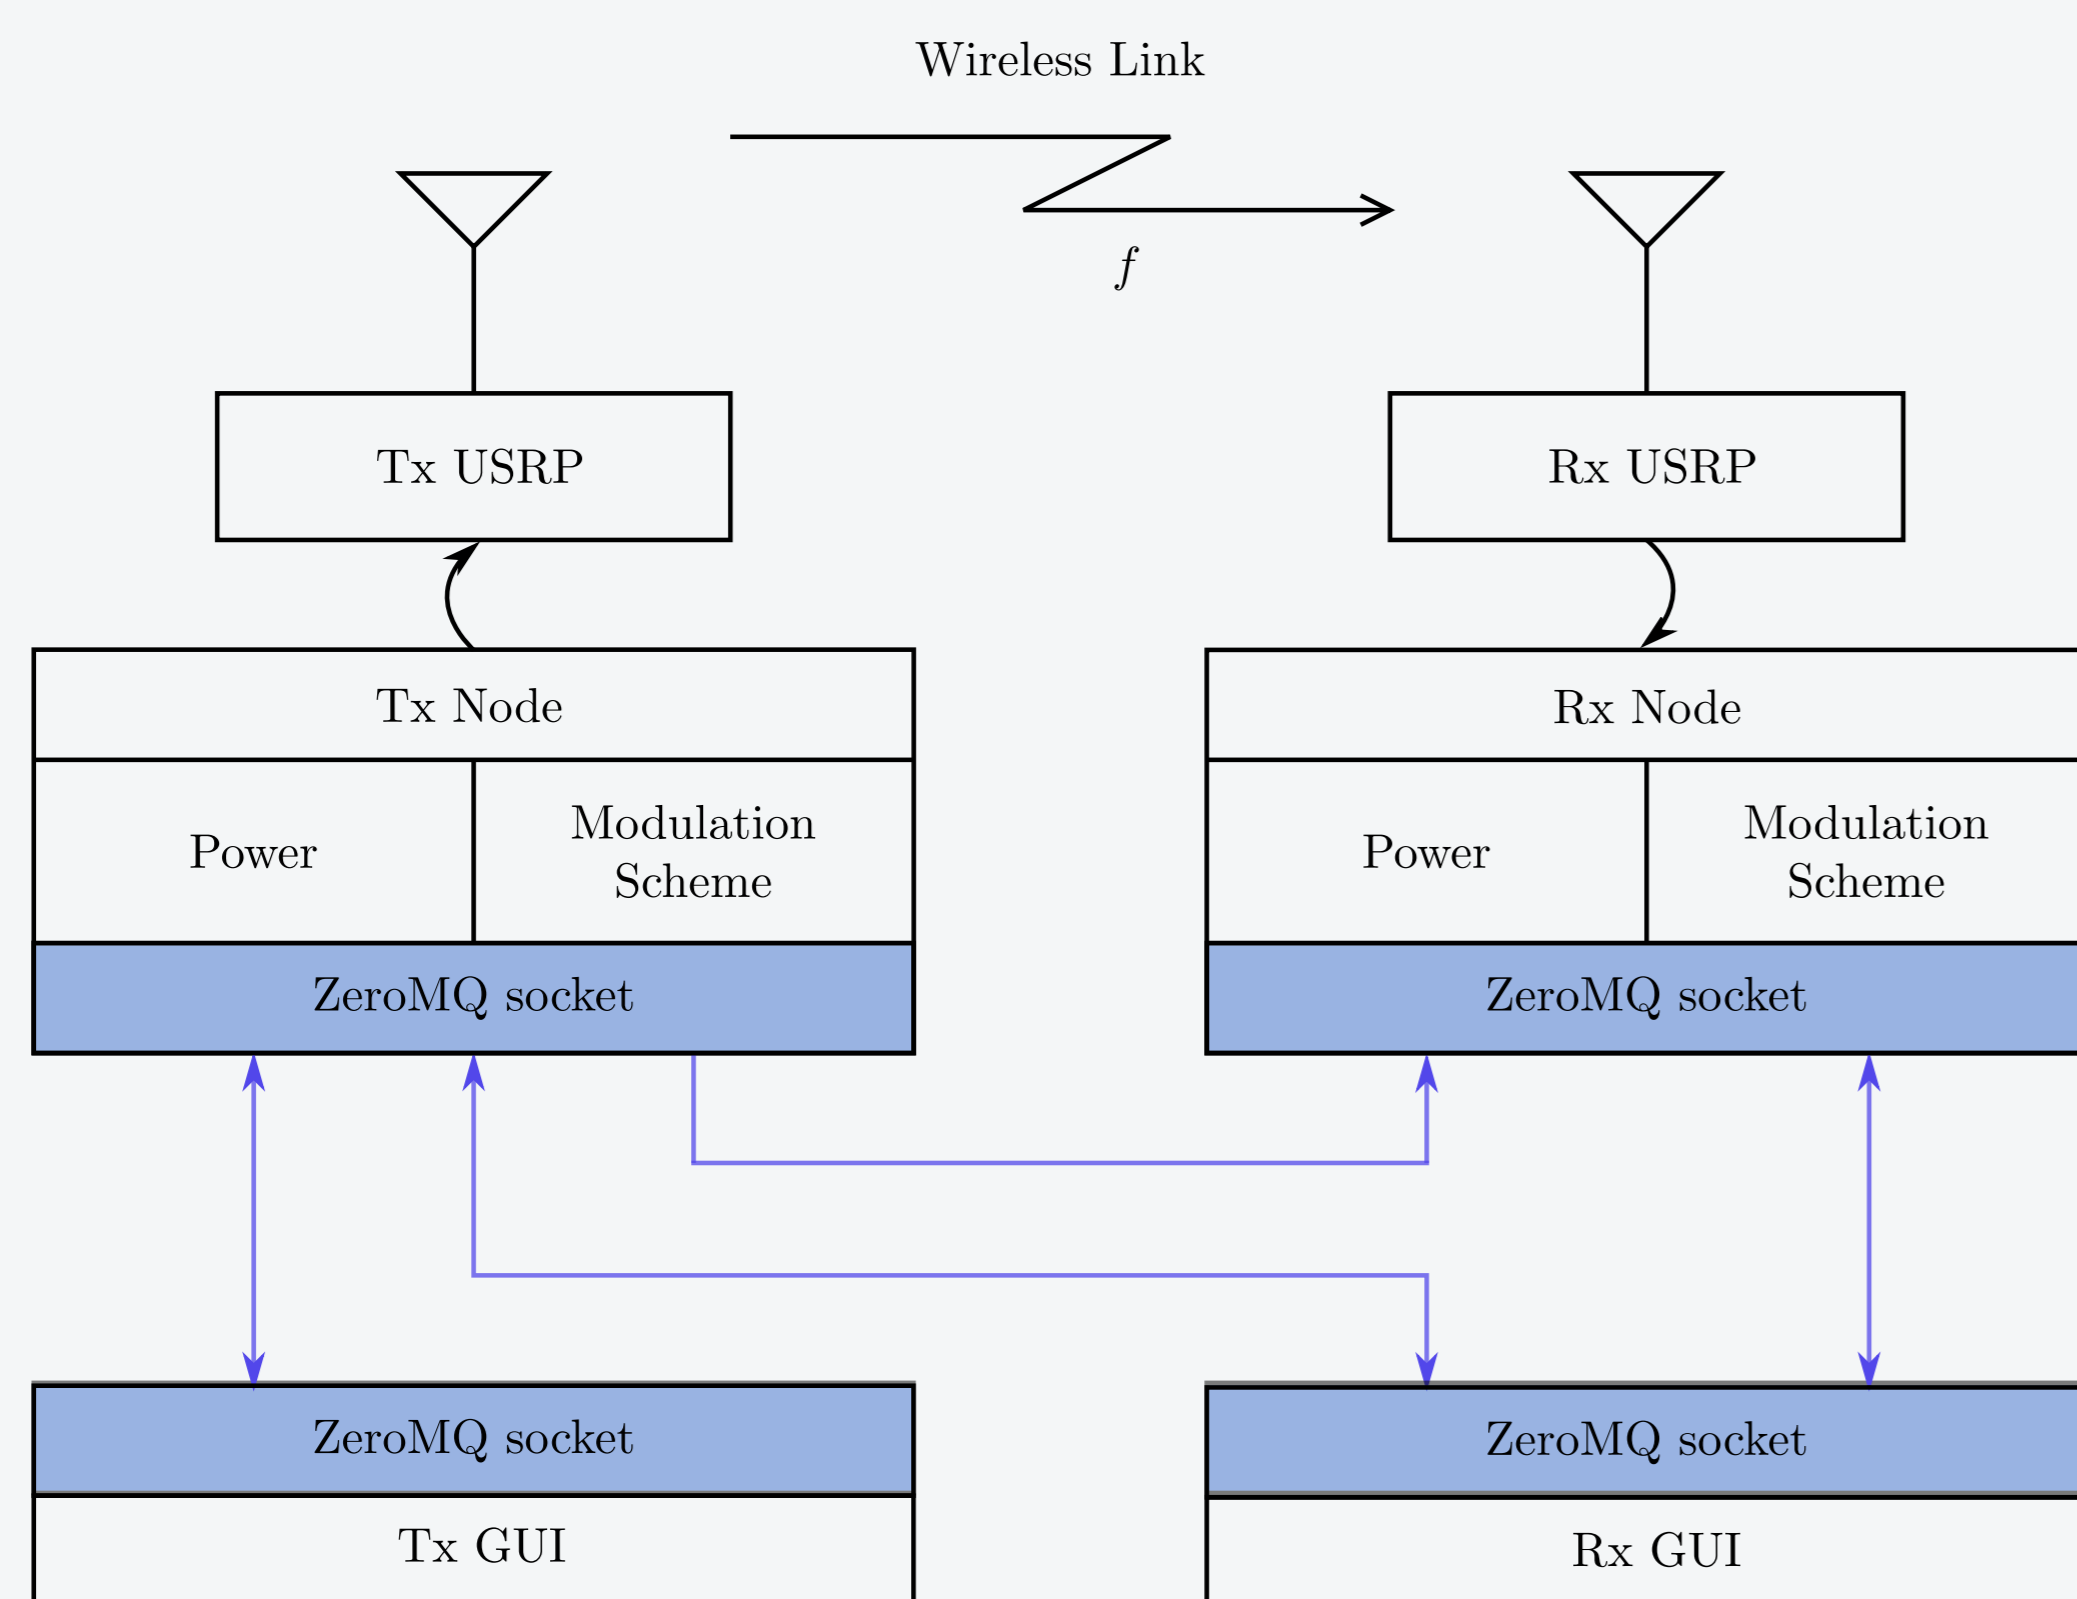 Wireless Link
f
Tx USRP
Rx USRP
Tx Node
Rx Node
Power
Modulation
Scheme
Power
Modulation
Scheme
ZeroMQ socket
ZeroMQ socket
ZeroMQ socket
ZeroMQ socket
Tx GUI
Rx GUI